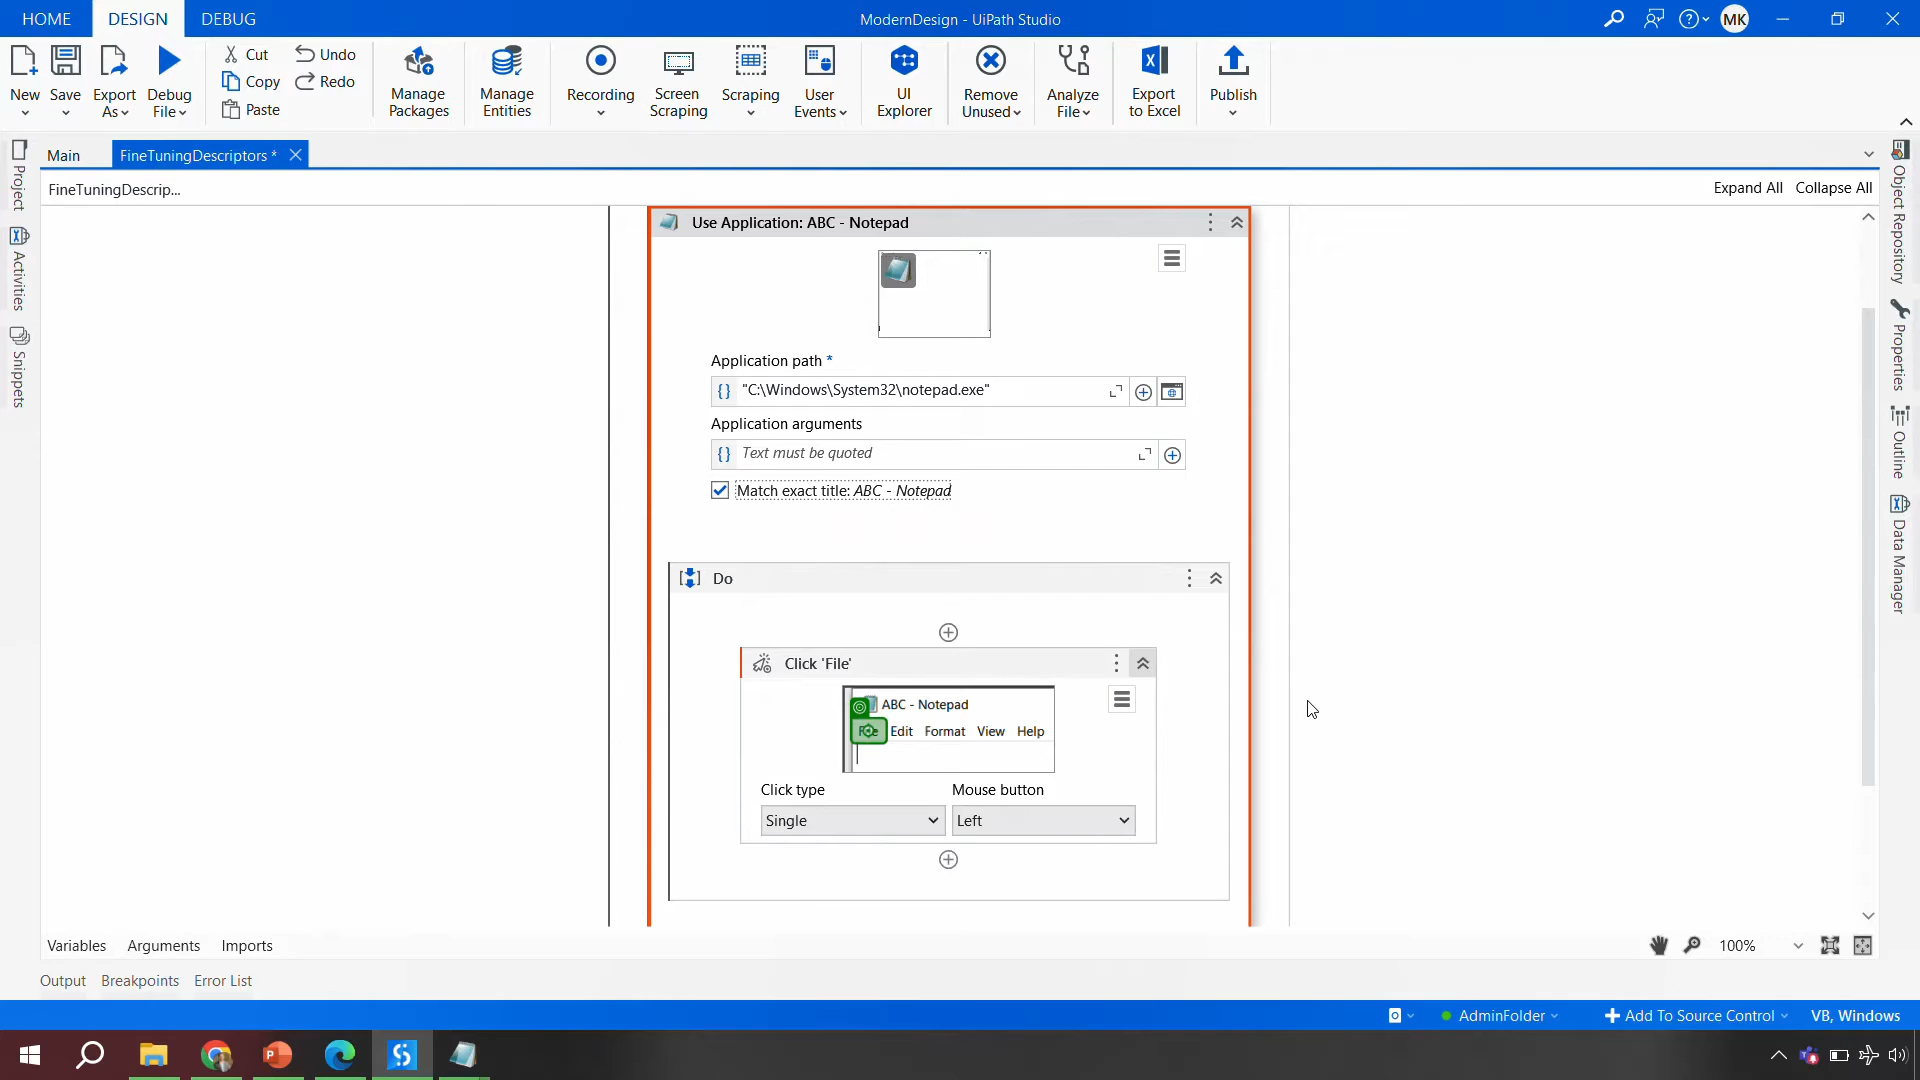 HOME DESIGN DEBUG
ModernDesign - UiPath Studio
MK
New Save Export As Debug File
Cut Copy Paste
Undo Redo
Manage Packages
Manage Entities
Recording
Screen Scraping
Scraping
User Events
UI Explorer
Remove Unused
Analyze File
Export to Excel
Publish
Main
FineTuningDescriptors *
FineTuningDescrip...
Expand All Collapse All
Project
Activities
Snippets
Object Repository
Properties
Outline
Data Manager
Use Application: ABC - Notepad
Application path *
"C:\Windows\System32\notepad.exe"
Application arguments
Text must be quoted
Match exact title: ABC - Notepad
Do
Click 'File'
ABC - Notepad
File Edit Format View Help
Click type Mouse button
Single Left
Variables Arguments Imports
100%
Output Breakpoints Error List
AdminFolder
Add To Source Control
VB, Windows